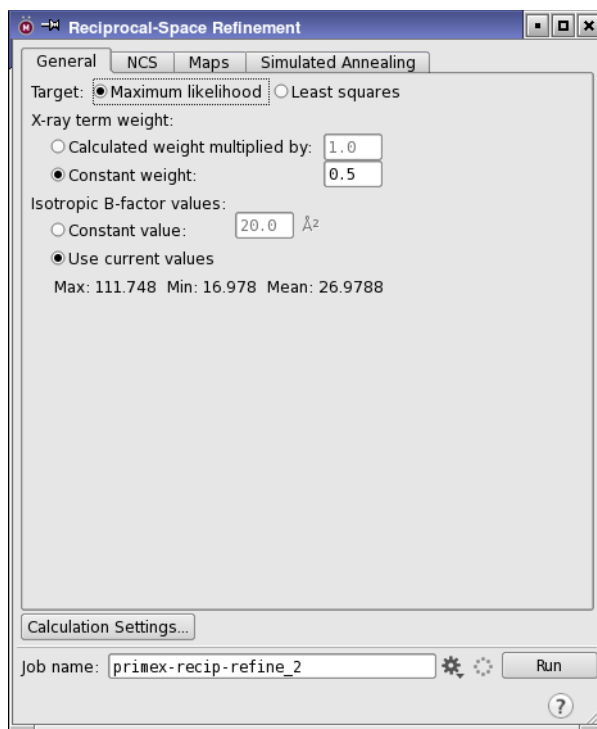 Reciprocal-Space Refinement
General NCS Maps Simulated Annealing
Target: Maximum likelihood Least squares
X-ray term weight:
Calculated weight multiplied by: 1.0
Constant weight: 0.5
Isotropic B-factor values:
Constant value: 20.0 Å²
Use current values
Max: 111.748 Min: 16.978 Mean: 26.9788
Calculation Settings...
Job name: primex-recip-refine_2 Run
?